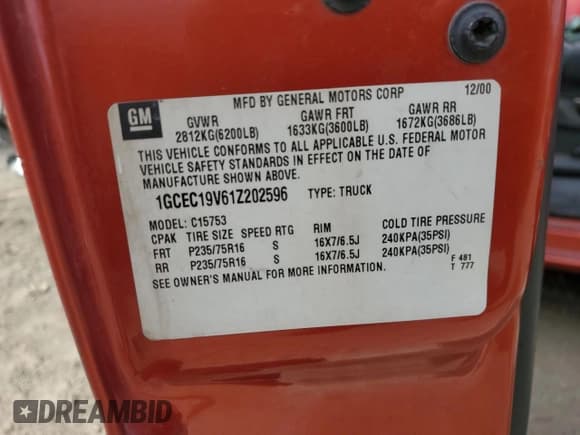 MFD BY GENERAL MOTORS CORP 12/00
GM
GVWR GAWR FRT GAWR RR
2812KG(6200LB) 1633KG(3600LB) 1672KG(3686LB)
THIS VEHICLE CONFORMS TO ALL APPLICABLE U.S. FEDERAL MOTOR
VEHICLE SAFETY STANDARDS IN EFFECT ON THE DATE OF
MANUFACTURE SHOWN ABOVE.
1GCEC19V61Z202596 TYPE: TRUCK
MODEL: C15753
CPAK TIRE SIZE SPEED RTG RIM COLD TIRE PRESSURE
FRT P235/75R16 S 16X7/6.5J 240KPA(35PSI)
RR P235/75R16 S 16X7/6.5J 240KPA(35PSI)
SEE OWNER'S MANUAL FOR MORE INFORMATION.
F 481
T 777
DREAMBID